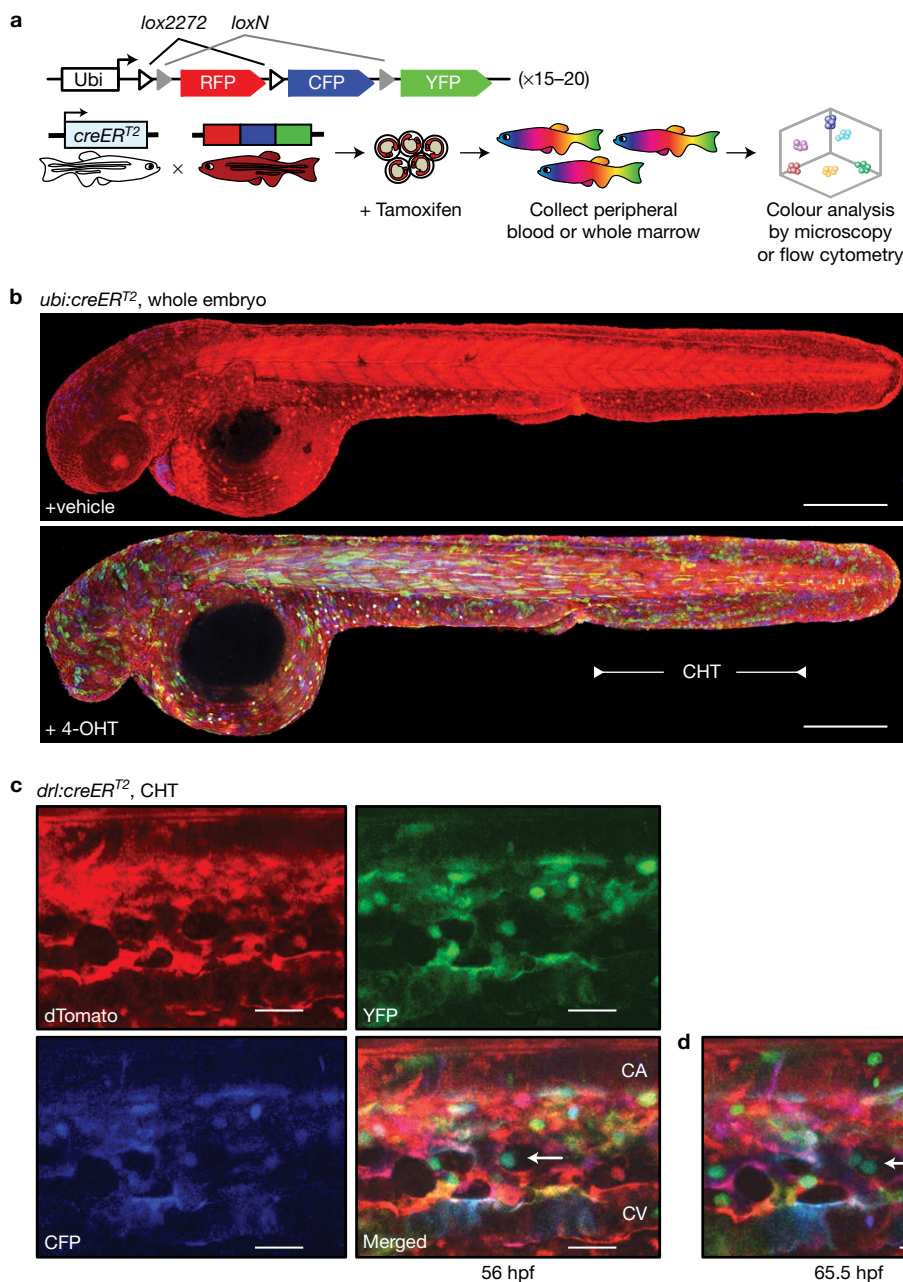 a
lox2272 loxN
Ubi RFP CFP YFP (×15–20)
creER^T2
×
+ Tamoxifen
Collect peripheral
blood or whole marrow
Colour analysis
by microscopy
or flow cytometry
b ubi:creER^T2, whole embryo
+vehicle
CHT
+ 4-OHT
c drl:creER^T2, CHT
dTomato
YFP
CFP
CA
CV
Merged
56 hpf
d
65.5 hpf